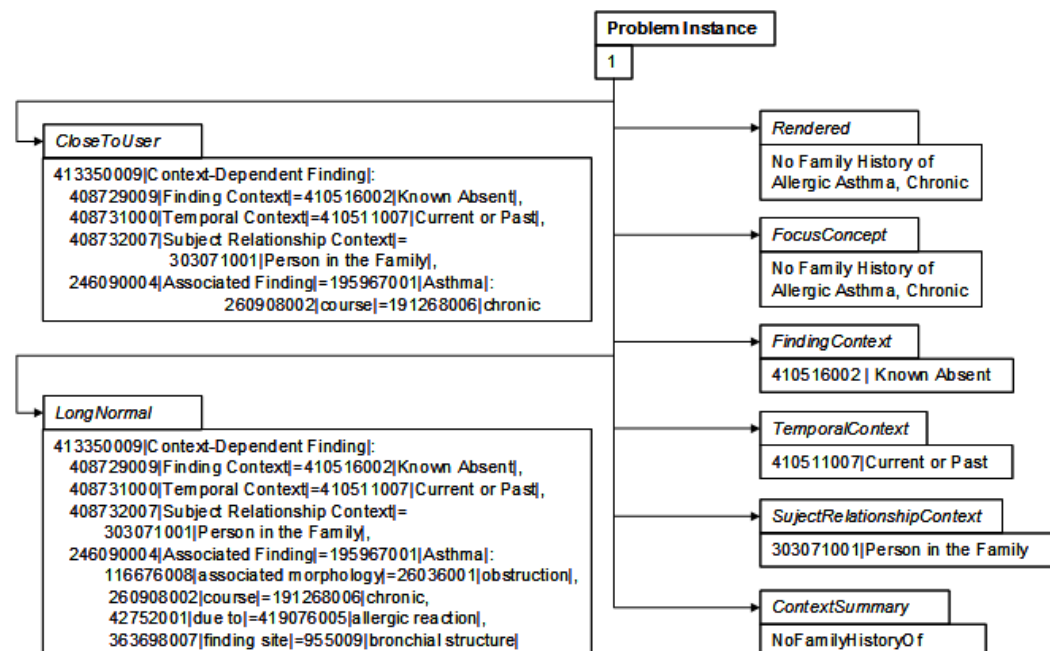 Problem Instance
1
CloseToUser
413350009|Context-Dependent Finding|:
408729009|Finding Context|=410516002|Known Absent|,
408731000|Temporal Context|=410511007|Current or Past|,
408732007|Subject Relationship Context|=
303071001|Person in the Family|,
246090004|Associated Finding|=195967001|Asthma|:
260908002|course|=191268006|chronic
LongNormal
413350009|Context-Dependent Finding|:
408729009|Finding Context|=410516002|Known Absent|,
408731000|Temporal Context|=410511007|Current or Past|,
408732007|Subject Relationship Context|=
303071001|Person in the Family|,
246090004|Associated Finding|=195967001|Asthma|:
116676008|associated morphology|=26036001|obstruction|,
260908002|course|=191268006|chronic,
42752001|due to|=419076005|allergic reaction|,
363698007|finding site|=955009|bronchial structure|
Rendered
No Family History of
Allergic Asthma, Chronic
FocusConcept
No Family History of
Allergic Asthma, Chronic
FindingContext
410516002 | Known Absent
TemporalContext
410511007|Current or Past
SujectRelationshipContext
303071001|Person in the Family
ContextSummary
NoFamilyHistoryOf